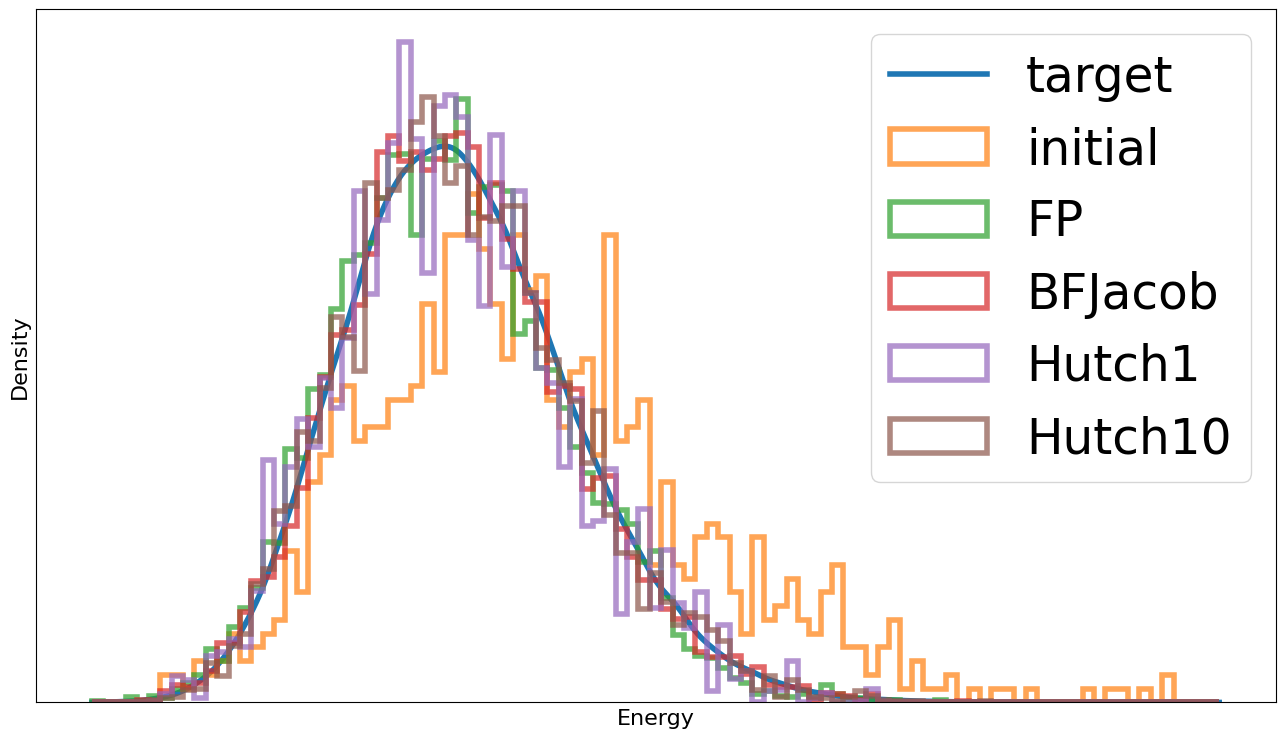 target
initial
FP
BFJacob
Hutch1
Hutch10
Density
Energy